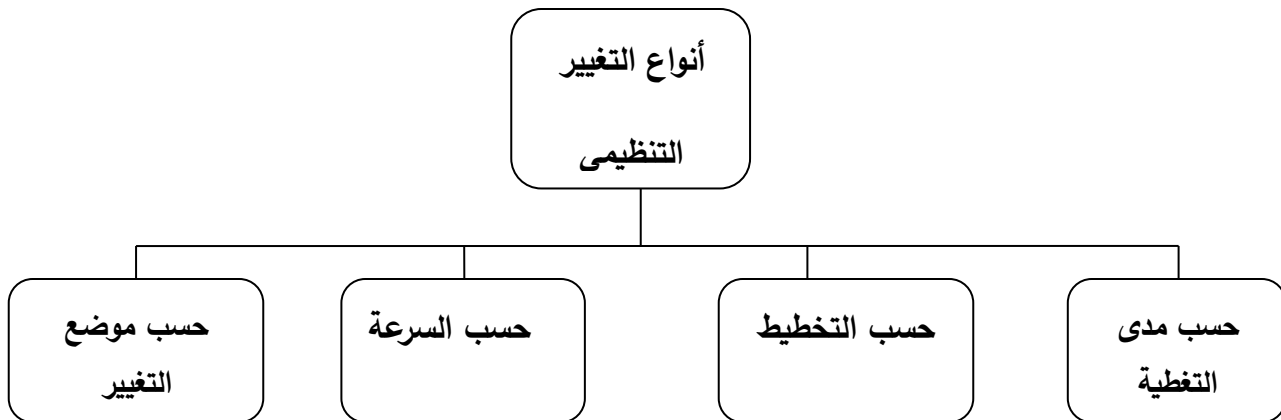 أنواع التغيير
التنظيمى
حسب مدى
التغطية
حسب التخطيط
حسب السرعة
حسب موضع
التغيير